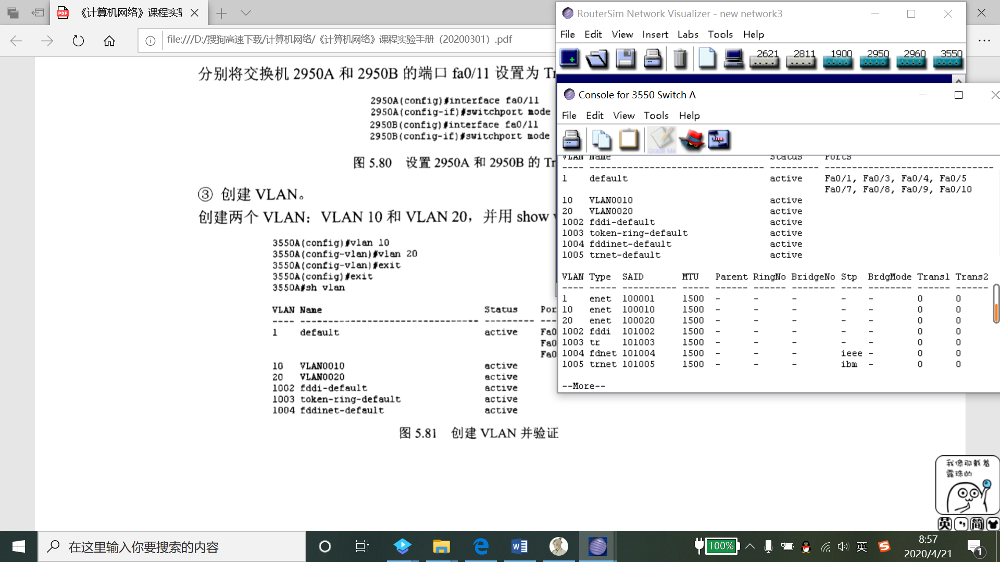 《计算机网络》课程实验
file:///D:/搜狗高速下载/计算机网络/《计算机网络》课程实验手册（20200301）.pdf
分别将交换机 2950A 和 2950B 的端口 fa0/11 设置为 Tr
2950A(config)#interface fa0/11
2950A(config-if)#switchport mode
2950B(config)#interface fa0/11
2950B(config-if)#switchport mode
图 5.80 设置 2950A 和 2950B 的 Tr
③ 创建 VLAN。
创建两个 VLAN：VLAN 10 和 VLAN 20，并用 show
3550A(config)#vlan 10
3550A(config-vlan)#vlan 20
3550A(config-vlan)#exit
3550A(config)#exit
3550A#sh vlan
VLAN Name Status Por
---- -------------------------------- --------- ---
1 default active Fa0
Fa0
Fa0
10 VLAN0010 active
20 VLAN0020 active
1002 fddi-default active
1003 token-ring-default active
1004 fddinet-default active
图 5.81 创建 VLAN 并验证
RouterSim Network Visualizer - new network3
File Edit View Insert Labs Tools Help
2621 2811 1900 2950 2960 3550
Console for 3550 Switch A
File Edit View Tools Help
Grade Me
VLAN Name Status Ports
---- -------------------------------- --------- -------------------------------
1 default active Fa0/1, Fa0/3, Fa0/4, Fa0/5
Fa0/7, Fa0/8, Fa0/9, Fa0/10
10 VLAN0010 active
20 VLAN0020 active
1002 fddi-default active
1003 token-ring-default active
1004 fddinet-default active
1005 trnet-default active
VLAN Type SAID MTU Parent RingNo BridgeNo Stp BrdgMode Trans1 Trans2
---- ----- ---------- ----- ------ ------ -------- ---- -------- ------ ------
1 enet 100001 1500 - - - - - 0 0
10 enet 100010 1500 - - - - - 0 0
20 enet 100020 1500 - - - - - 0 0
1002 fddi 101002 1500 - - - - - 0 0
1003 tr 101003 1500 - - - - - 0 0
1004 fdnet 101004 1500 - - - ieee - 0 0
1005 trnet 101005 1500 - - - ibm - 0 0
--More--
我像那戴着
露珠的
英 简
在这里输入你要搜索的内容
100%
英
8:57
2020/4/21
1